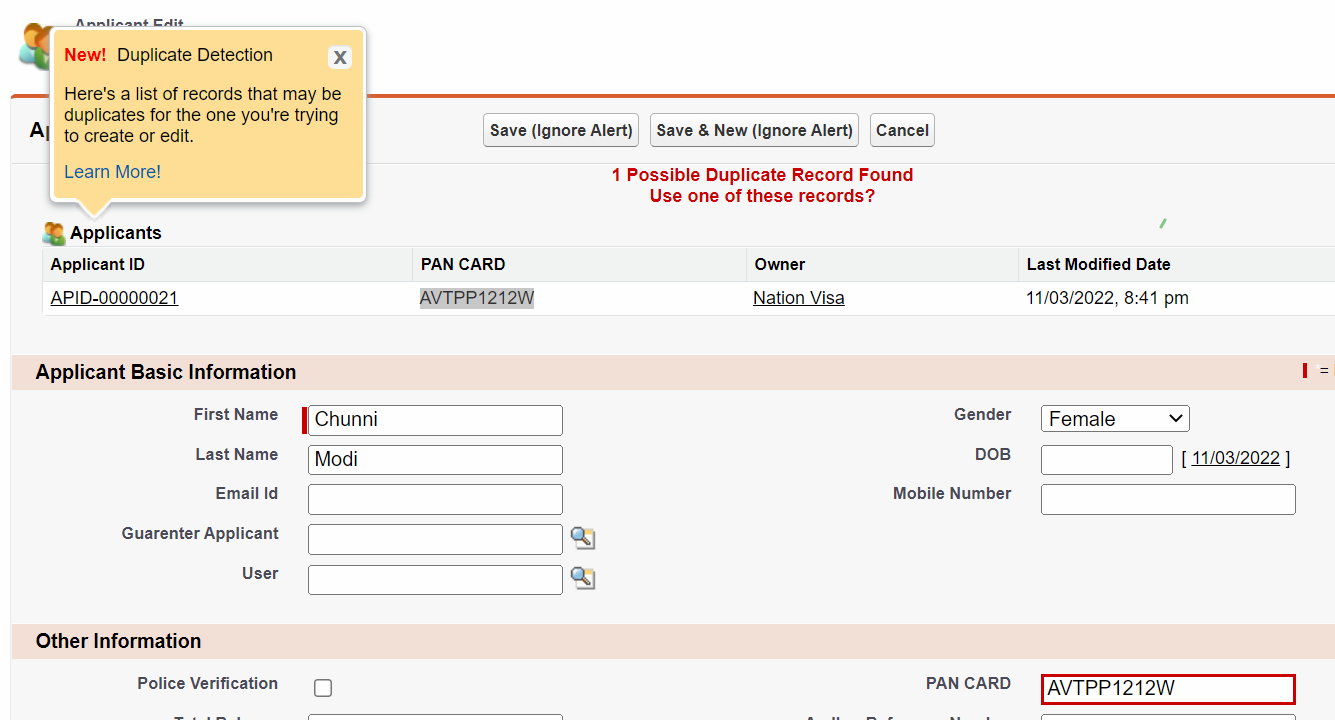 Applicant Edit
New! Duplicate Detection X
Here's a list of records that may be
duplicates for the one you're trying
to create or edit.
Learn More!
Save (Ignore Alert) Save & New (Ignore Alert) Cancel
1 Possible Duplicate Record Found
Use one of these records?
Applicants
Applicant ID PAN CARD Owner Last Modified Date
APID-00000021 AVTPP1212W Nation Visa 11/03/2022, 8:41 pm
Applicant Basic Information =
First Name Chunni Gender Female
Last Name Modi DOB [ 11/03/2022 ]
Email Id Mobile Number
Guarenter Applicant
User
Other Information
Police Verification PAN CARD AVTPP1212W